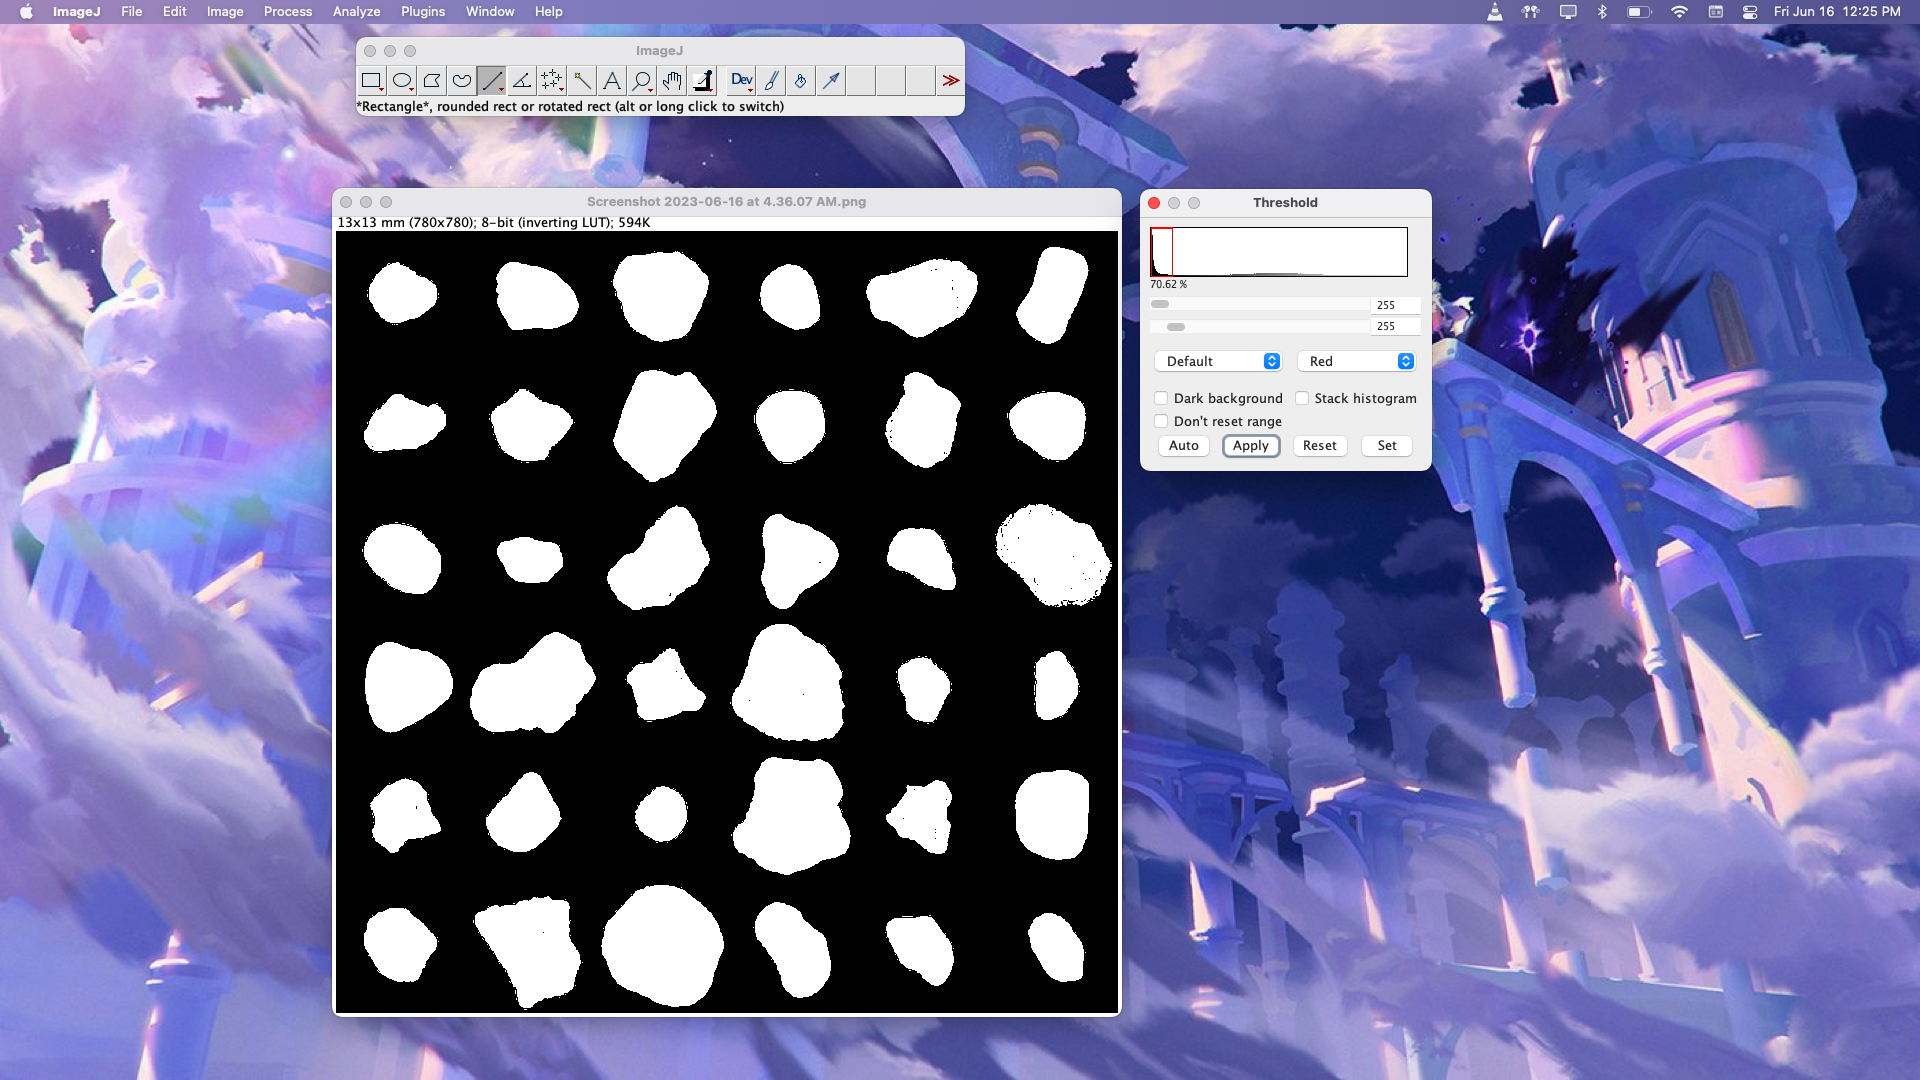 ImageJ File Edit Image Process Analyze Plugins Window Help
Fri Jun 16 12:25 PM
ImageJ
Dev
*Rectangle*, rounded rect or rotated rect (alt or long click to switch)
Screenshot 2023-06-16 at 4.36.07 AM.png
13x13 mm (780x780); 8-bit (inverting LUT); 594K
Threshold
70.62 %
255
255
Default Red
Dark background Stack histogram
Don't reset range
Auto Apply Reset Set